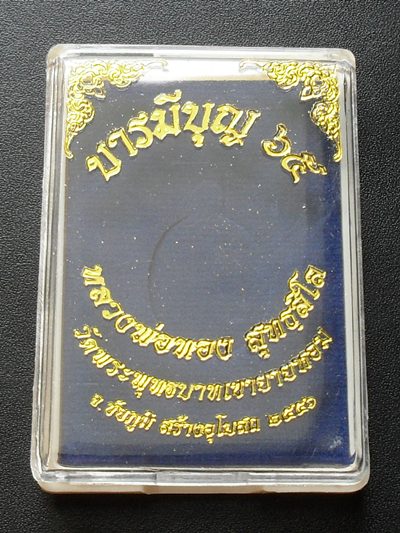 บารมีบุญ ๖๕
หลวงพ่อทอง สุทธสีโล
วัดพระพุทธบาทเขายายหอม
จ.ชัยภูมิ สร้างอุโบสถ ๒๕๕๖